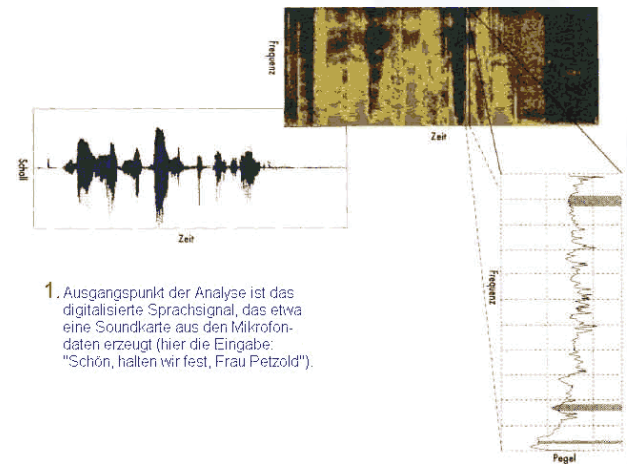 Frequenz
Zeit
Schall
Zeit
1. Ausgangspunkt der Analyse ist das
digitalisierte Sprachsignal, das etwa
eine Soundkarte aus den Mikrofon-
daten erzeugt (hier die Eingabe:
"Schön, halten wir fest, Frau Petzold").
Frequenz
Pegel